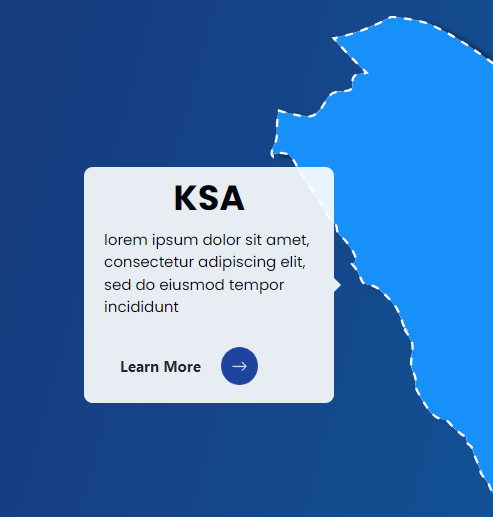 KSA
lorem ipsum dolor sit amet,
consectetur adipiscing elit,
sed do eiusmod tempor
incididunt
Learn More